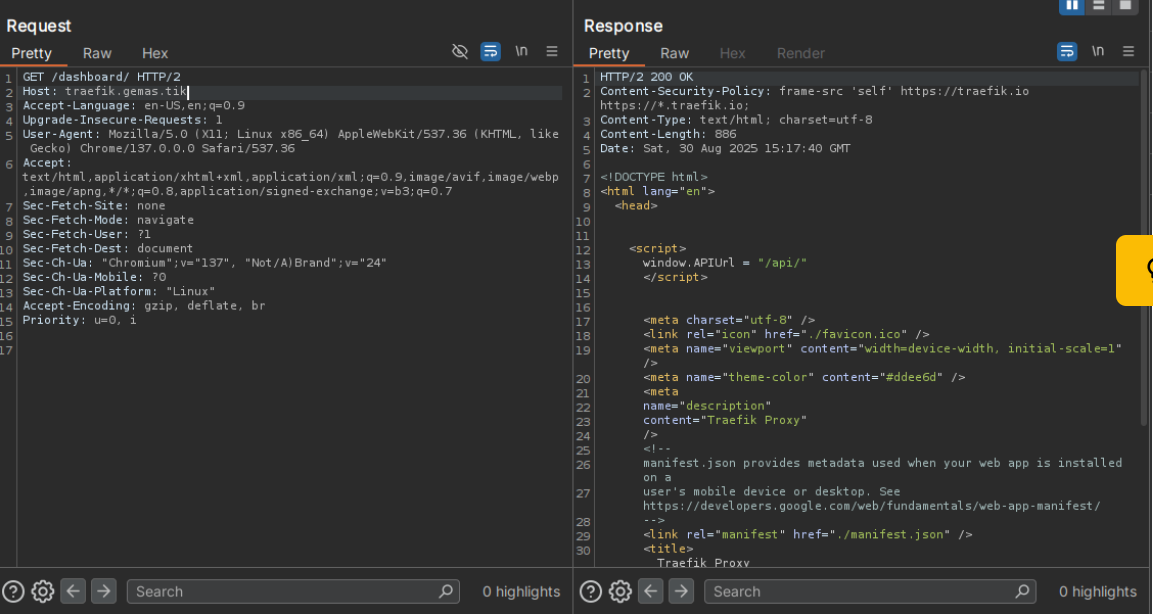 Request
Pretty Raw Hex \n
1 GET /dashboard/ HTTP/2
2 Host: traefik.gemas.tik
3 Accept-Language: en-US,en;q=0.9
4 Upgrade-Insecure-Requests: 1
5 User-Agent: Mozilla/5.0 (X11; Linux x86_64) AppleWebKit/537.36 (KHTML, like
Gecko) Chrome/137.0.0.0 Safari/537.36
6 Accept:
text/html,application/xhtml+xml,application/xml;q=0.9,image/avif,image/webp
,image/apng,*/*;q=0.8,application/signed-exchange;v=b3;q=0.7
7 Sec-Fetch-Site: none
8 Sec-Fetch-Mode: navigate
9 Sec-Fetch-User: ?1
10 Sec-Fetch-Dest: document
11 Sec-Ch-Ua: "Chromium";v="137", "Not/A)Brand";v="24"
12 Sec-Ch-Ua-Mobile: ?0
13 Sec-Ch-Ua-Platform: "Linux"
14 Accept-Encoding: gzip, deflate, br
15 Priority: u=0, i
16
17
Search 0 highlights
Response
Pretty Raw Hex Render \n
1 HTTP/2 200 OK
2 Content-Security-Policy: frame-src 'self' https://traefik.io
https://*.traefik.io;
3 Content-Type: text/html; charset=utf-8
4 Content-Length: 886
5 Date: Sat, 30 Aug 2025 15:17:40 GMT
6
7 <!DOCTYPE html>
8 <html lang="en">
9 <head>
10
11
12 <script>
13 window.APIUrl = "/api/"
14 </script>
15
16
17 <meta charset="utf-8" />
18 <link rel="icon" href="./favicon.ico" />
19 <meta name="viewport" content="width=device-width, initial-scale=1"
/>
20 <meta name="theme-color" content="#ddee6d" />
21 <meta
22 name="description"
23 content="Traefik Proxy"
24 />
25 <!--
26 manifest.json provides metadata used when your web app is installed
on a
27 user's mobile device or desktop. See
https://developers.google.com/web/fundamentals/web-app-manifest/
28 -->
29 <link rel="manifest" href="./manifest.json" />
30 <title>
Traefik Proxy
Search 0 highlights